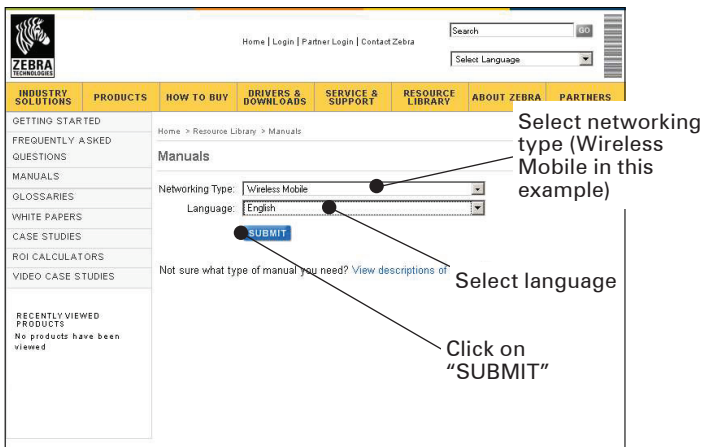 ZEBRA
TECHNOLOGIES
Home | Login | Partner Login | Contact Zebra
Search
GO
Select Language
INDUSTRY SOLUTIONS
PRODUCTS
HOW TO BUY
DRIVERS & DOWNLOADS
SERVICE & SUPPORT
RESOURCE LIBRARY
ABOUT ZEBRA
PARTNERS
GETTING STARTED
FREQUENTLY ASKED
QUESTIONS
MANUALS
GLOSSARIES
WHITE PAPERS
CASE STUDIES
ROI CALCULATORS
VIDEO CASE STUDIES
RECENTLY VIEWED
PRODUCTS
No products have been
viewed
Home > Resource Library > Manuals
Manuals
Networking Type: Wireless Mobile
Language: English
SUBMIT
Not sure what type of manual you need? View descriptions of
Select networking
type (Wireless
Mobile in this
example)
Select language
Click on
“SUBMIT”